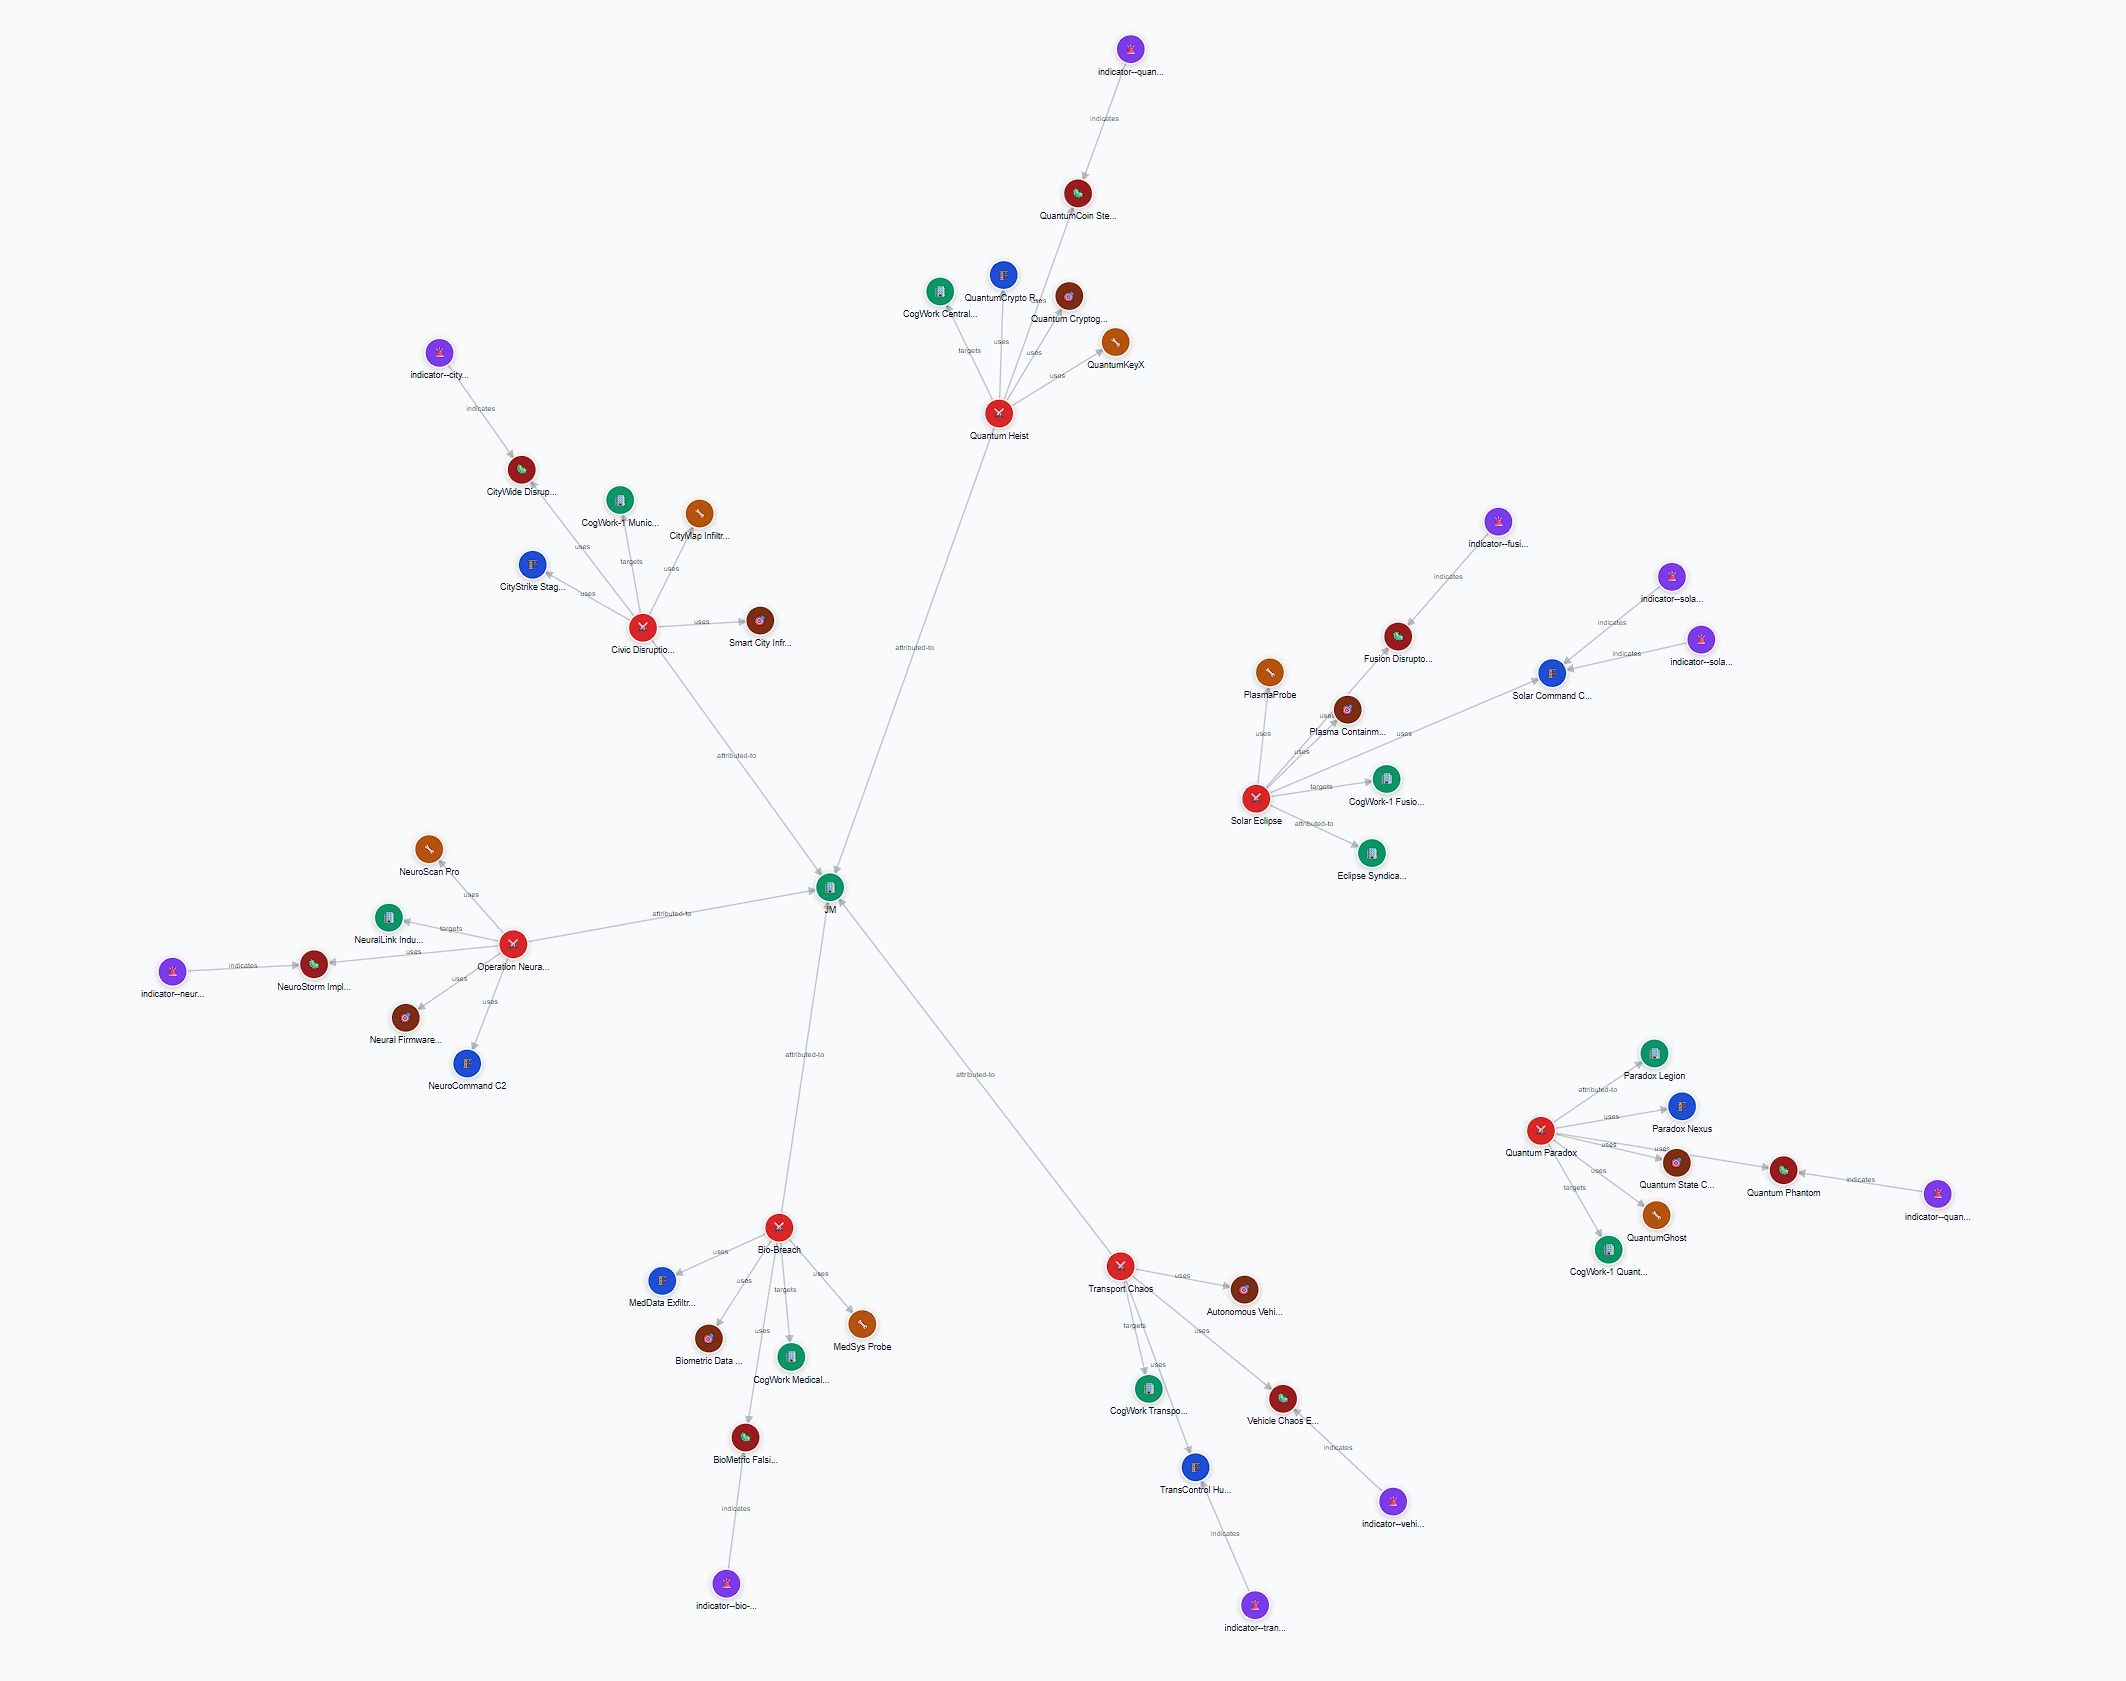 indicator--quan...
indicates
QuantumCoin Ste...
CogWork Central...
QuantumCrypto R...
uses
Quantum Cryptog...
targets
uses
uses
QuantumKeyX
uses
Quantum Heist
indicator--city...
indicates
CityWide Disrup...
CogWork-1 Munic...
CityMap Infiltr...
uses
targets
uses
CityStrike Stag...
uses
uses
Smart City Infr...
Civic Disruptio...
attributed-to
attributed-to
indicator--fusi...
indicates
indicator--sola...
indicates
indicates
indicator--sola...
Fusion Disrupto...
PlasmaProbe
Solar Command C...
uses
Plasma Containm...
uses
uses
uses
targets
CogWork-1 Fusio...
Solar Eclipse
attributed-to
Eclipse Syndica...
NeuroScan Pro
uses
JM
attributed-to
targets
NeuralLink Indu...
uses
Operation Neura...
indicator--neur...
indicates
NeuroStorm Impl...
uses
uses
Neural Firmware...
NeuroCommand C2
attributed-to
attributed-to
Paradox Legion
attributed-to
uses
Paradox Nexus
uses
uses
Quantum Paradox
uses
Quantum State C...
Quantum Phantom
indicates
targets
indicator--quan...
QuantumGhost
CogWork-1 Quant...
Bio-Breach
uses
uses
uses
targets
MedData Exfiltr...
uses
MedSys Probe
Biometric Data ...
CogWork Medical...
BioMetric Falsi...
indicates
indicator--bio-...
Transport Chaos
uses
Autonomous Vehi...
targets
uses
uses
CogWork Transpo...
Vehicle Chaos E...
indicates
TransControl Hu...
indicator--vehi...
indicates
indicator--tran...